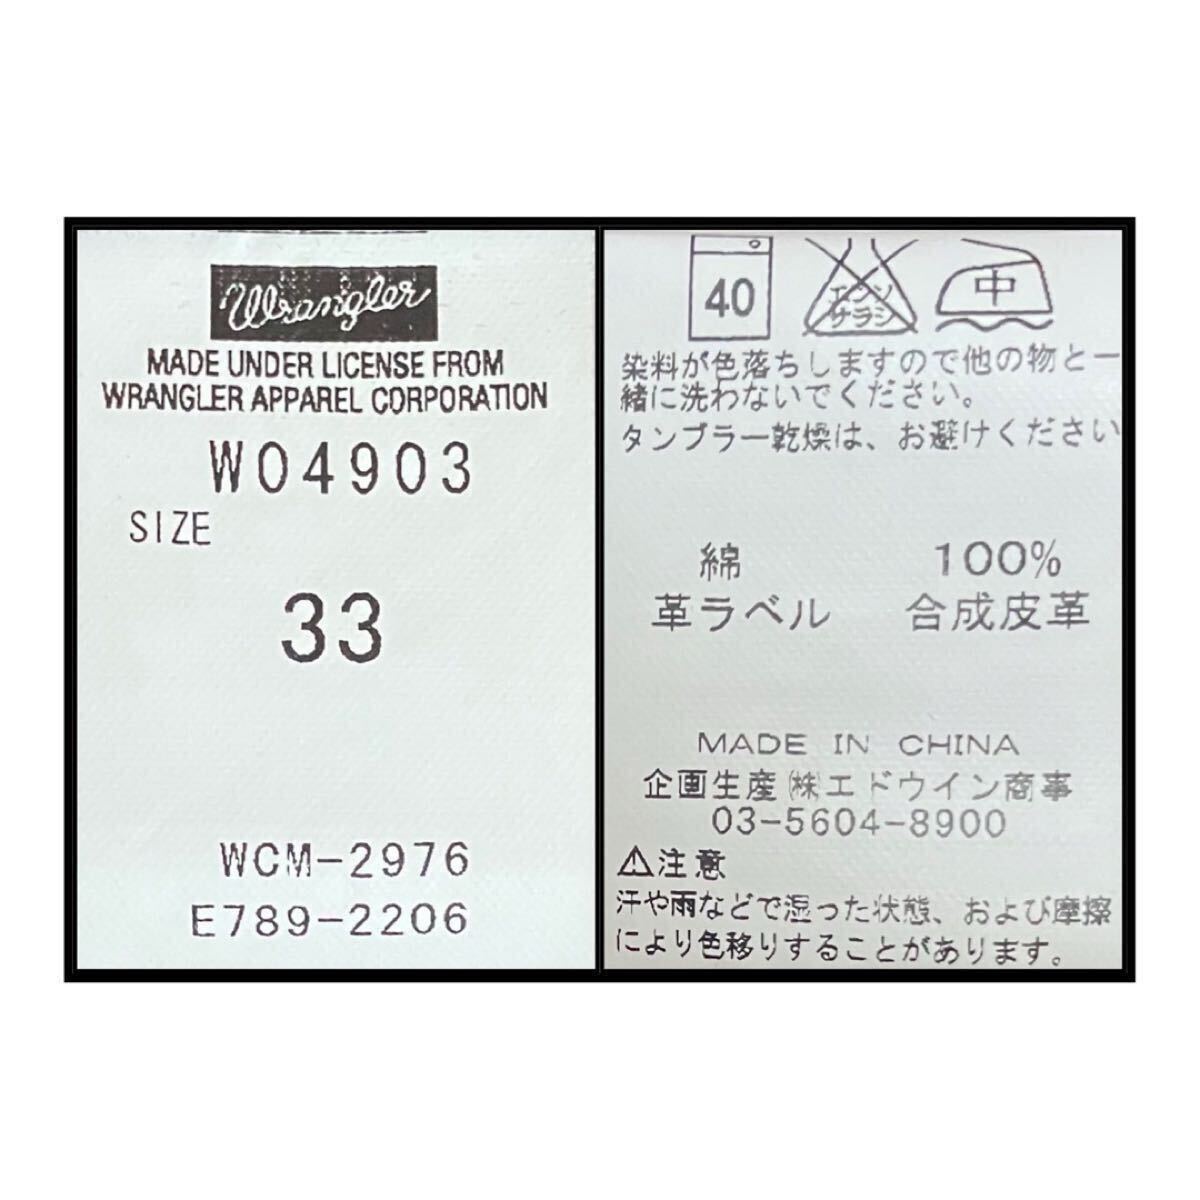 Wrangler
MADE UNDER LICENSE FROM
WRANGLER APPAREL CORPORATION
W04903
SIZE
33
WCM-2976
E789-2206
40
エンソ
サラシ
中
染料が色落ちしますので他の物と一
緒に洗わないでください。
タンブラー乾燥は、お避けください
綿 100%
革ラベル 合成皮革
MADE IN CHINA
企画生産㈱エドウイン商事
03-5604-8900
⚠注意
汗や雨などで湿った状態、および摩擦
により色移りすることがあります。